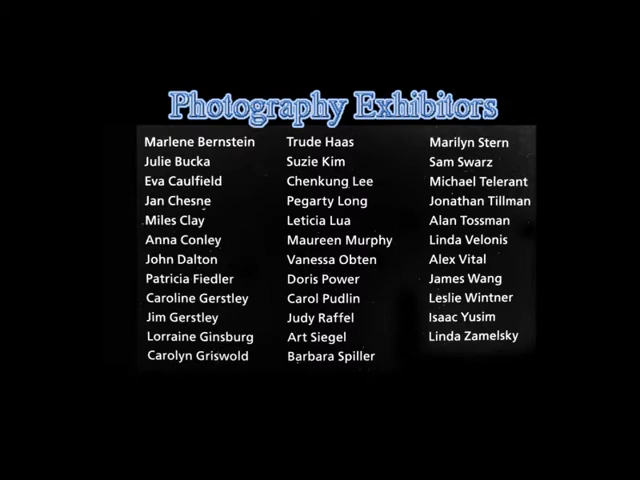 Photography Exhibitors
Marlene Bernstein
Julie Bucka
Eva Caulfield
Jan Chesne
Miles Clay
Anna Conley
John Dalton
Patricia Fiedler
Caroline Gerstley
Jim Gerstley
Lorraine Ginsburg
Carolyn Griswold
Trude Haas
Suzie Kim
Chenkung Lee
Pegarty Long
Leticia Lua
Maureen Murphy
Vanessa Obten
Doris Power
Carol Pudlin
Judy Raffel
Art Siegel
Barbara Spiller
Marilyn Stern
Sam Swarz
Michael Telerant
Jonathan Tillman
Alan Tossman
Linda Velonis
Alex Vital
James Wang
Leslie Wintner
Isaac Yusim
Linda Zamelsky